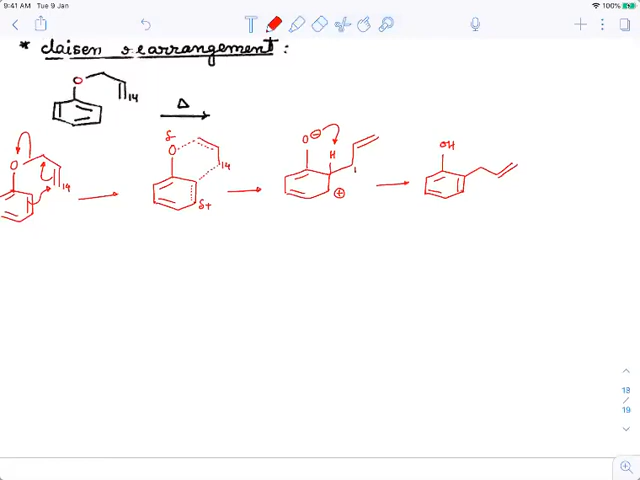 9:41 AM Tue 9 Jan
100%
* claisen rearrangement :
O
14
Δ
δ-
O
O
14
14
δ+
O ⊖
H
1
⊕
OH
18
/
19